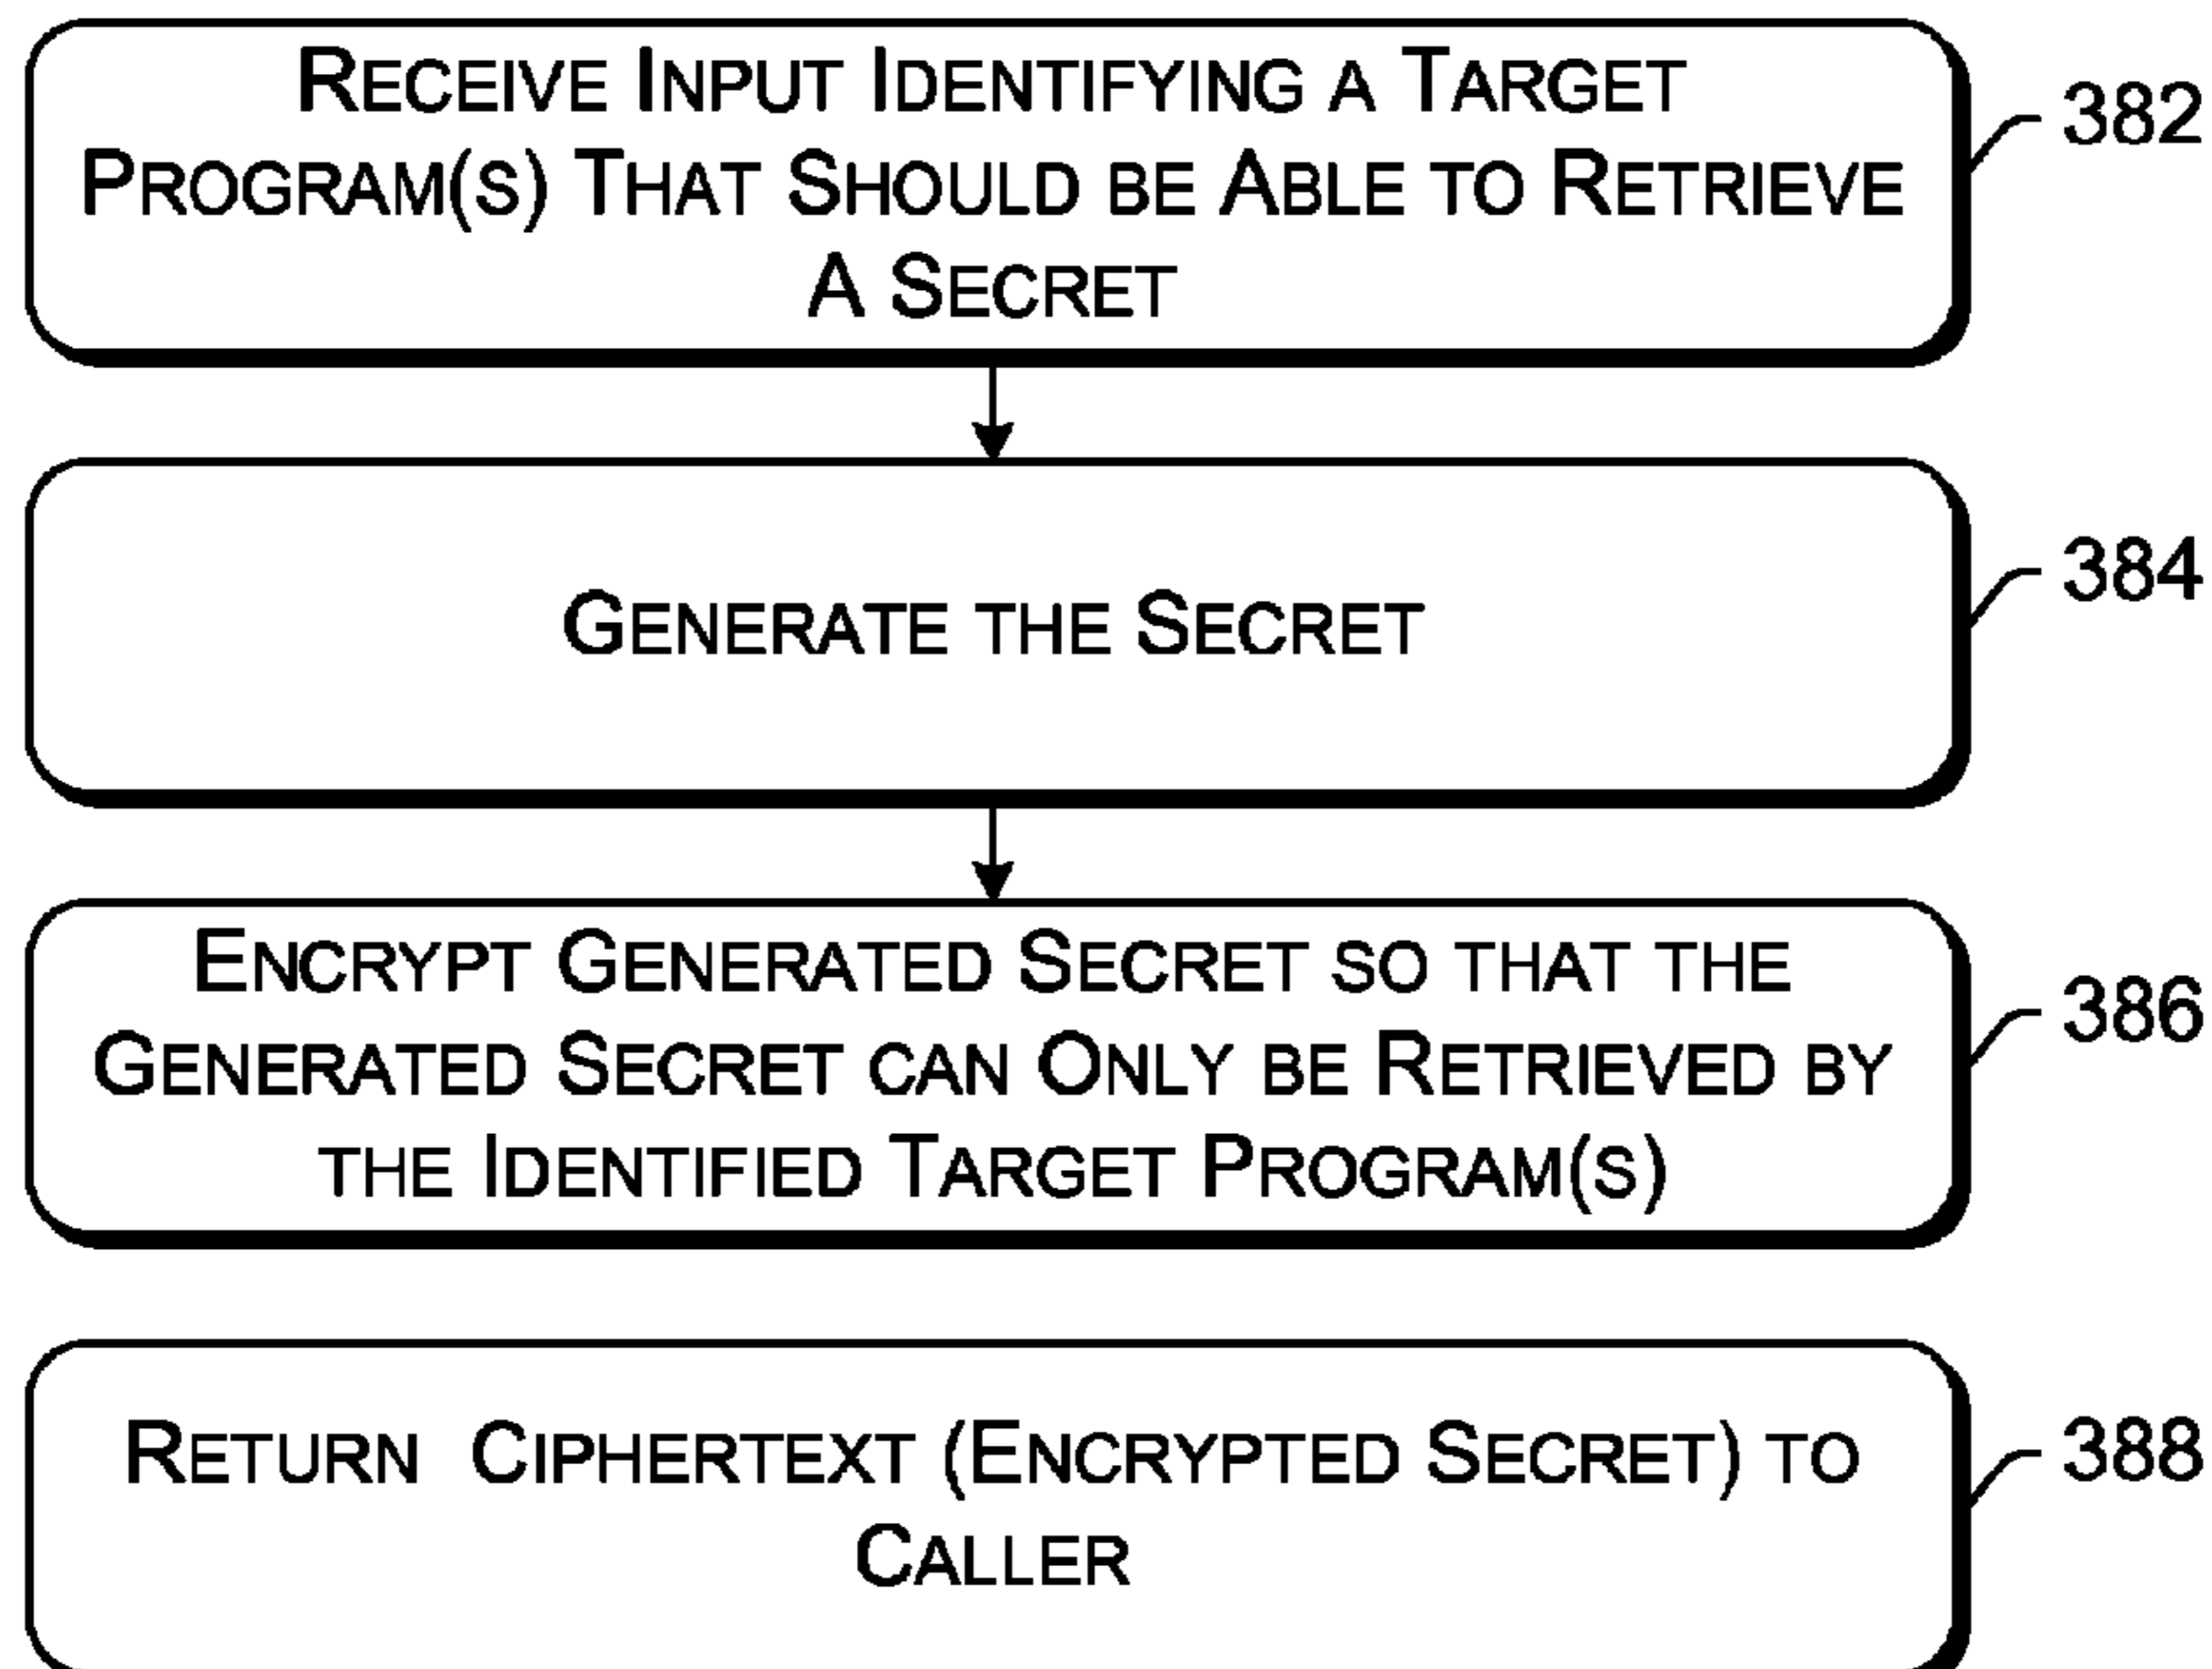 Receive Input Identifying a Target
Program(s) That Should be Able to Retrieve
A Secret
382
Generate the Secret
384
Encrypt Generated Secret so that the
Generated Secret can Only be Retrieved by
the Identified Target Program(s)
386
Return Ciphertext (Encrypted Secret) to
Caller
388